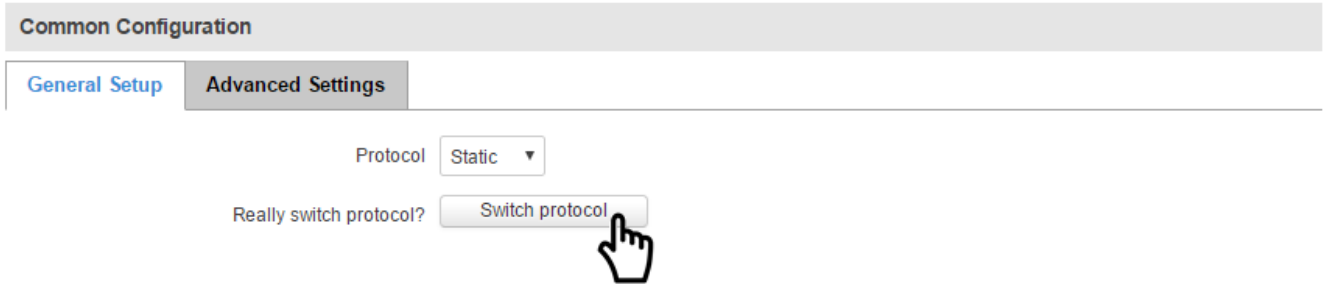 Common Configuration
General Setup Advanced Settings
Protocol Static
Really switch protocol? Switch protocol